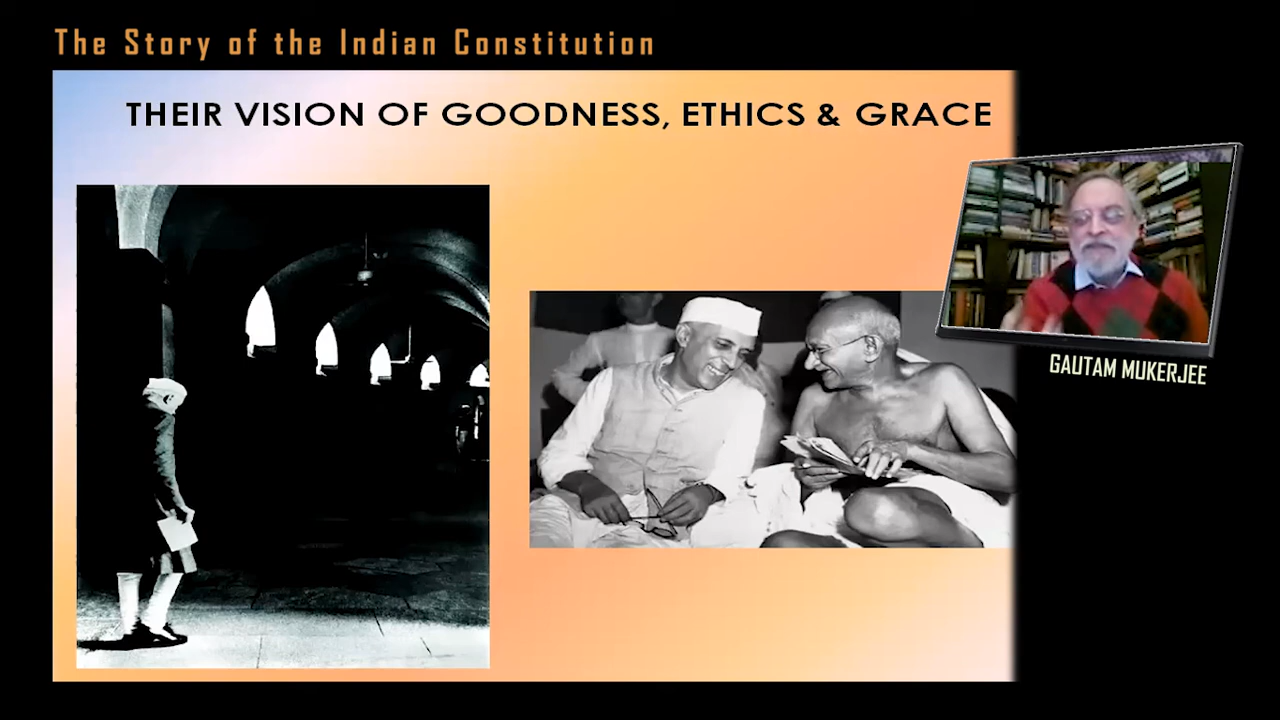 The Story of the Indian Constitution
THEIR VISION OF GOODNESS, ETHICS & GRACE
GAUTAM MUKERJEE